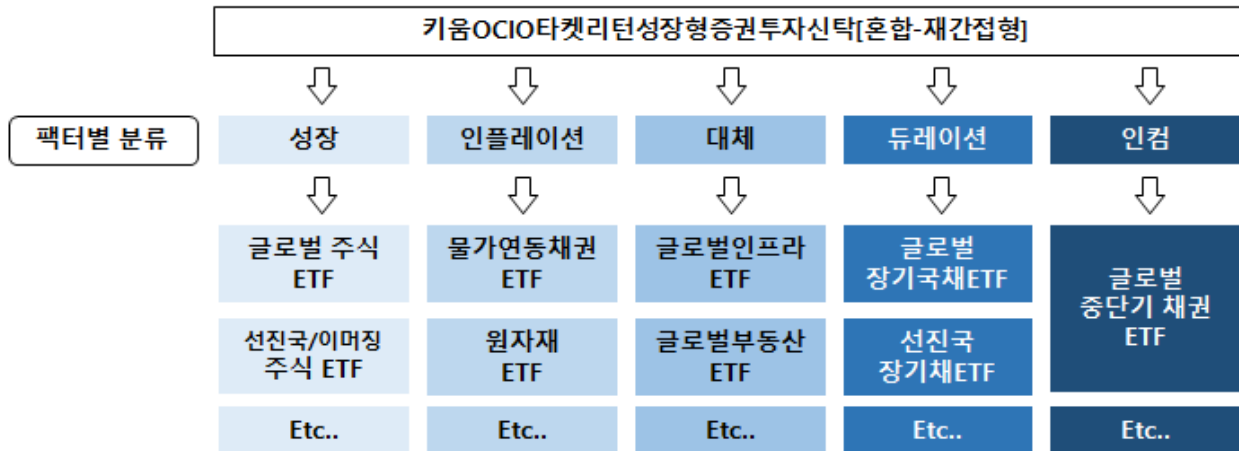 키움OCIO타켓리턴성장형증권투자신탁[혼합-재간접형]
팩터별 분류
성장
인플레이션
대체
듀레이션
인컴
글로벌 주식
ETF
물가연동채권
ETF
글로벌인프라
ETF
글로벌
장기국채ETF
글로벌
중단기 채권
ETF
선진국/이머징
주식 ETF
원자재
ETF
글로벌부동산
ETF
선진국
장기채ETF
Etc..
Etc..
Etc..
Etc..
Etc..